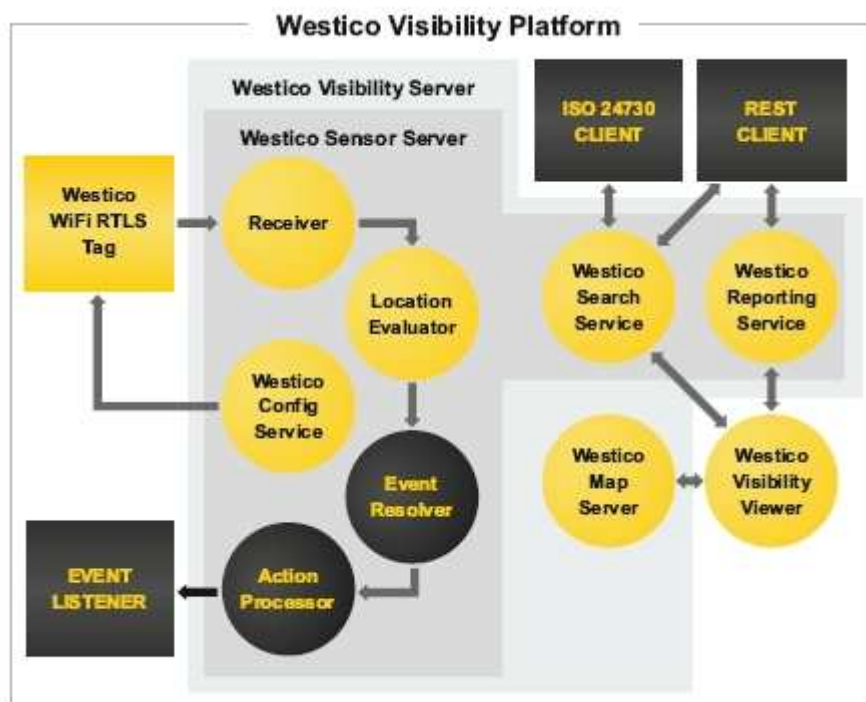 Westico Visibility Platform
Westico Visibility Server
Westico Sensor Server
ISO 24730
CLIENT
REST
CLIENT
Westico
WiFi RTLS
Tag
Receiver
Location
Evaluator
Westico
Search
Service
Westico
Reporting
Service
Westico
Config
Service
Event
Resolver
Westico
Map
Server
Westico
Visibility
Viewer
EVENT
LISTENER
Action
Processor